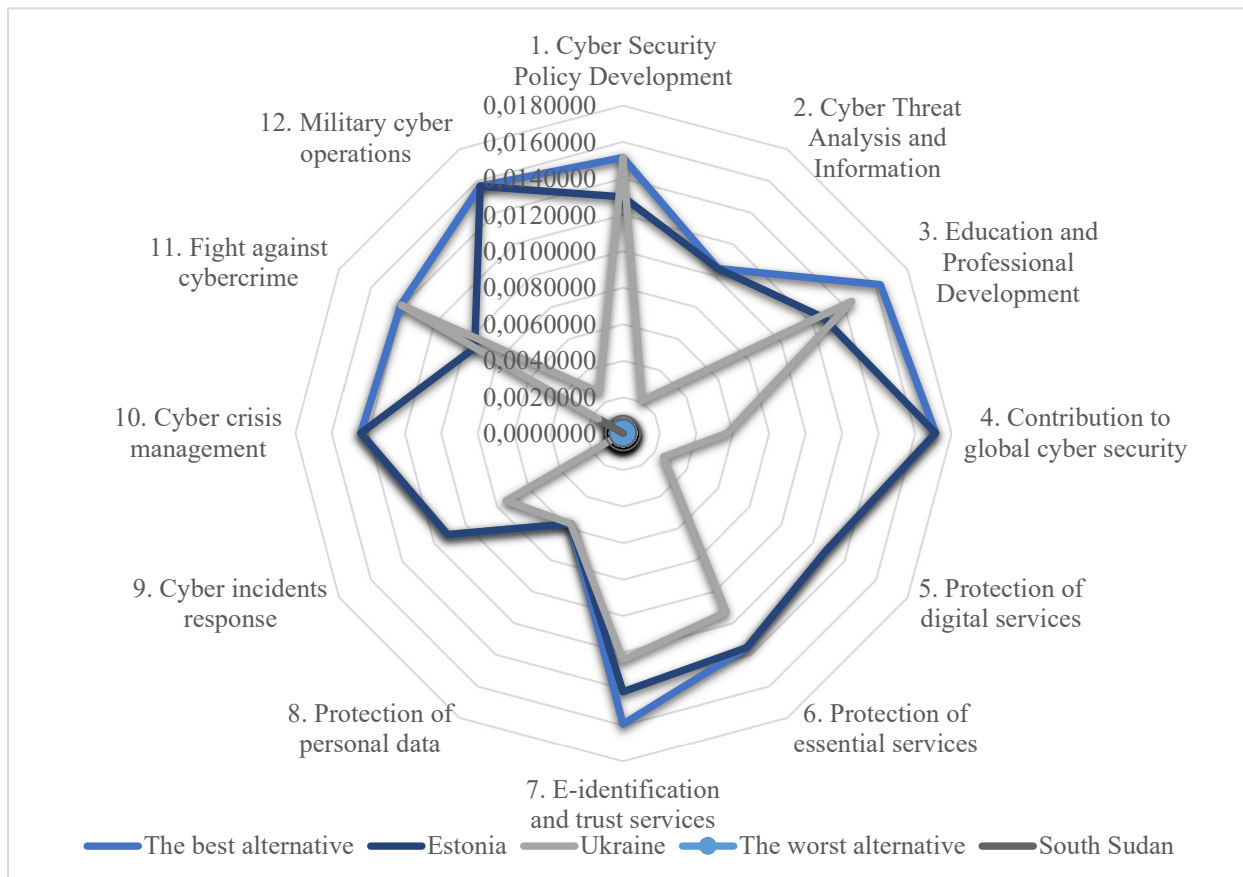 1. Cyber Security
Policy Development
2. Cyber Threat
Analysis and
Information
3. Education and
Professional
Development
4. Contribution to
global cyber security
5. Protection of
digital services
6. Protection of
essential services
7. E-identification
and trust services
8. Protection of
personal data
9. Cyber incidents
response
10. Cyber crisis
management
11. Fight against
cybercrime
12. Military cyber
operations
0,0180000
0,0160000
0,0140000
0,0120000
0,0100000
0,0080000
0,0060000
0,0040000
0,0020000
0,0000000
The best alternative
Estonia
Ukraine
The worst alternative
South Sudan